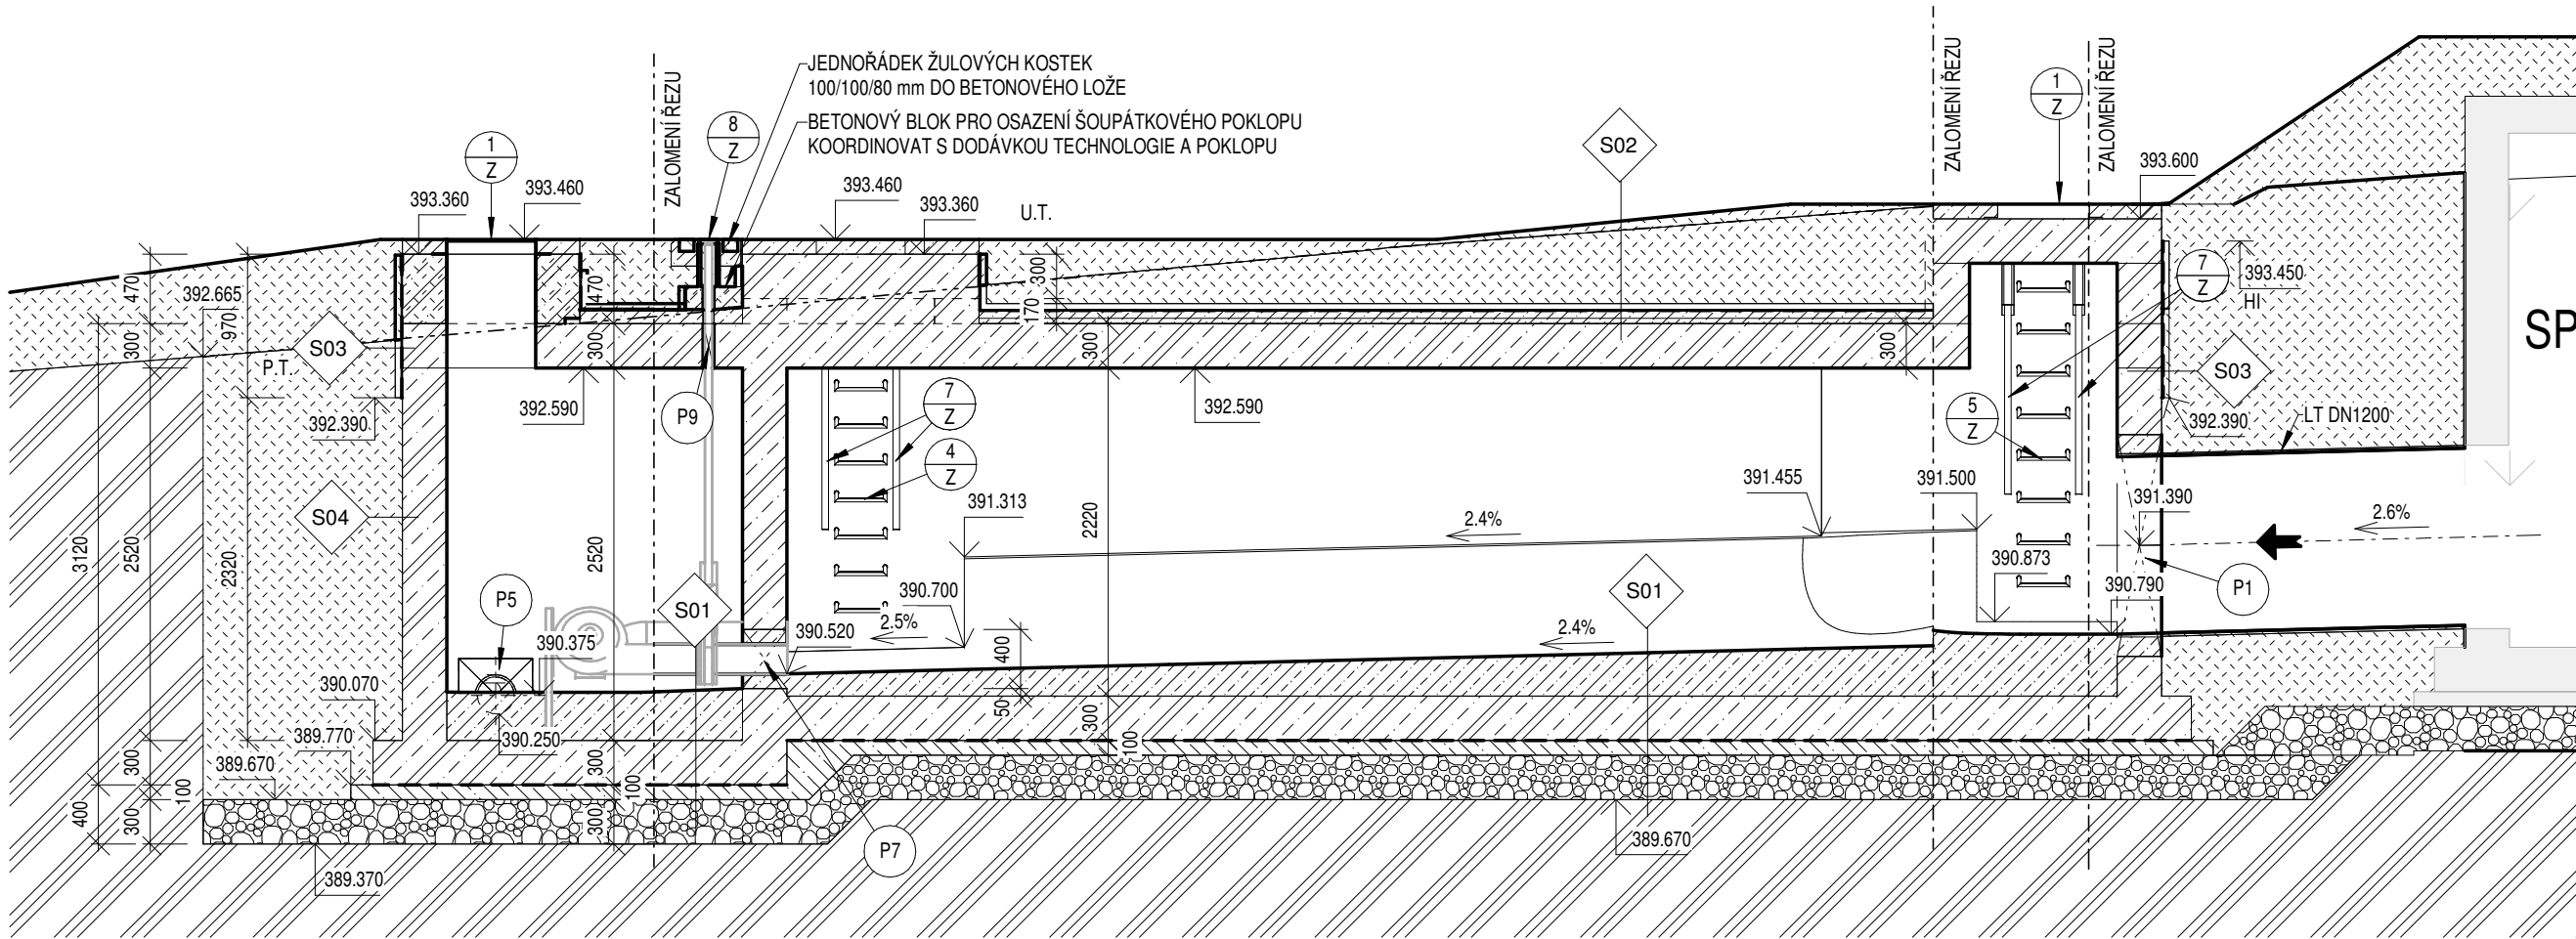 JEDNOŘÁDEK ŽULOVÝCH KOSTEK
100/100/80 mm DO BETONOVÉHO LOŽE
BETONOVÝ BLOK PRO OSAZENÍ ŠOUPÁTKOVÉHO POKLOPU
KOORDINOVAT S DODÁVKOU TECHNOLOGIE A POKLOPU
ZALOMENÍ ŘEZU
ZALOMENÍ ŘEZU
ZALOMENÍ ŘEZU
1
Z
8
Z
1
Z
S02
393.360
393.460
393.460
393.360
U.T.
393.600
470
392.665
970
470
300
170
7
Z
393.450
HI
SP
300
S03
P.T.
300
300
300
S03
392.390
392.590
P9
7
Z
392.590
5
Z
392.390
LT DN1200
4
Z
391.313
391.455
391.500
391.390
S04
3120
2520
2320
2520
2220
2.4%
2.6%
P5
S01
390.700
S01
390.873
390.790
P1
390.375
390.520
2.5%
400
2.4%
390.070
50
389.770
390.250
300
100
389.670
300
100
300
100
400
300
300
389.670
P7
389.370